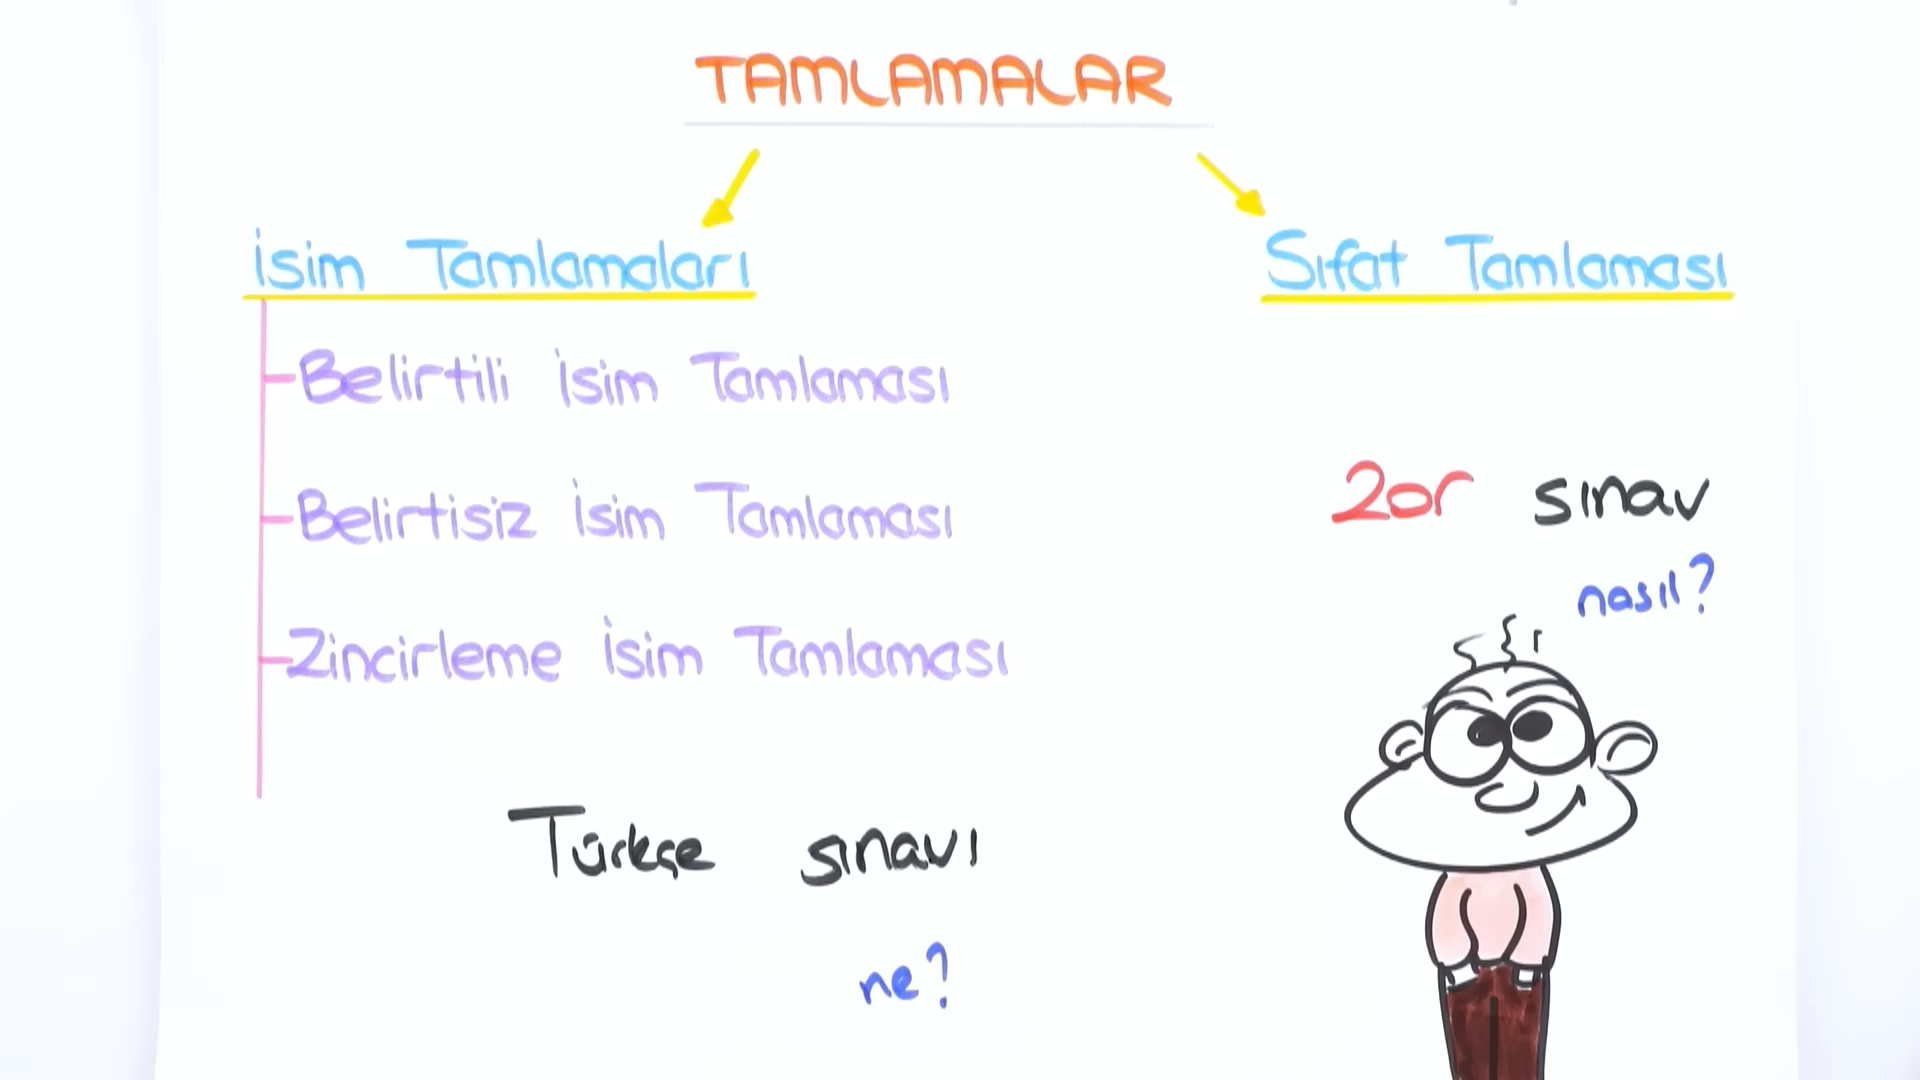 TAMLAMALAR
İsim Tamlamaları
Belirtili İsim Tamlaması
Belirtisiz İsim Tamlaması
Zincirleme İsim Tamlaması
Türkçe sınavı
ne?
Sıfat Tamlaması
Zor sınav
nasıl?